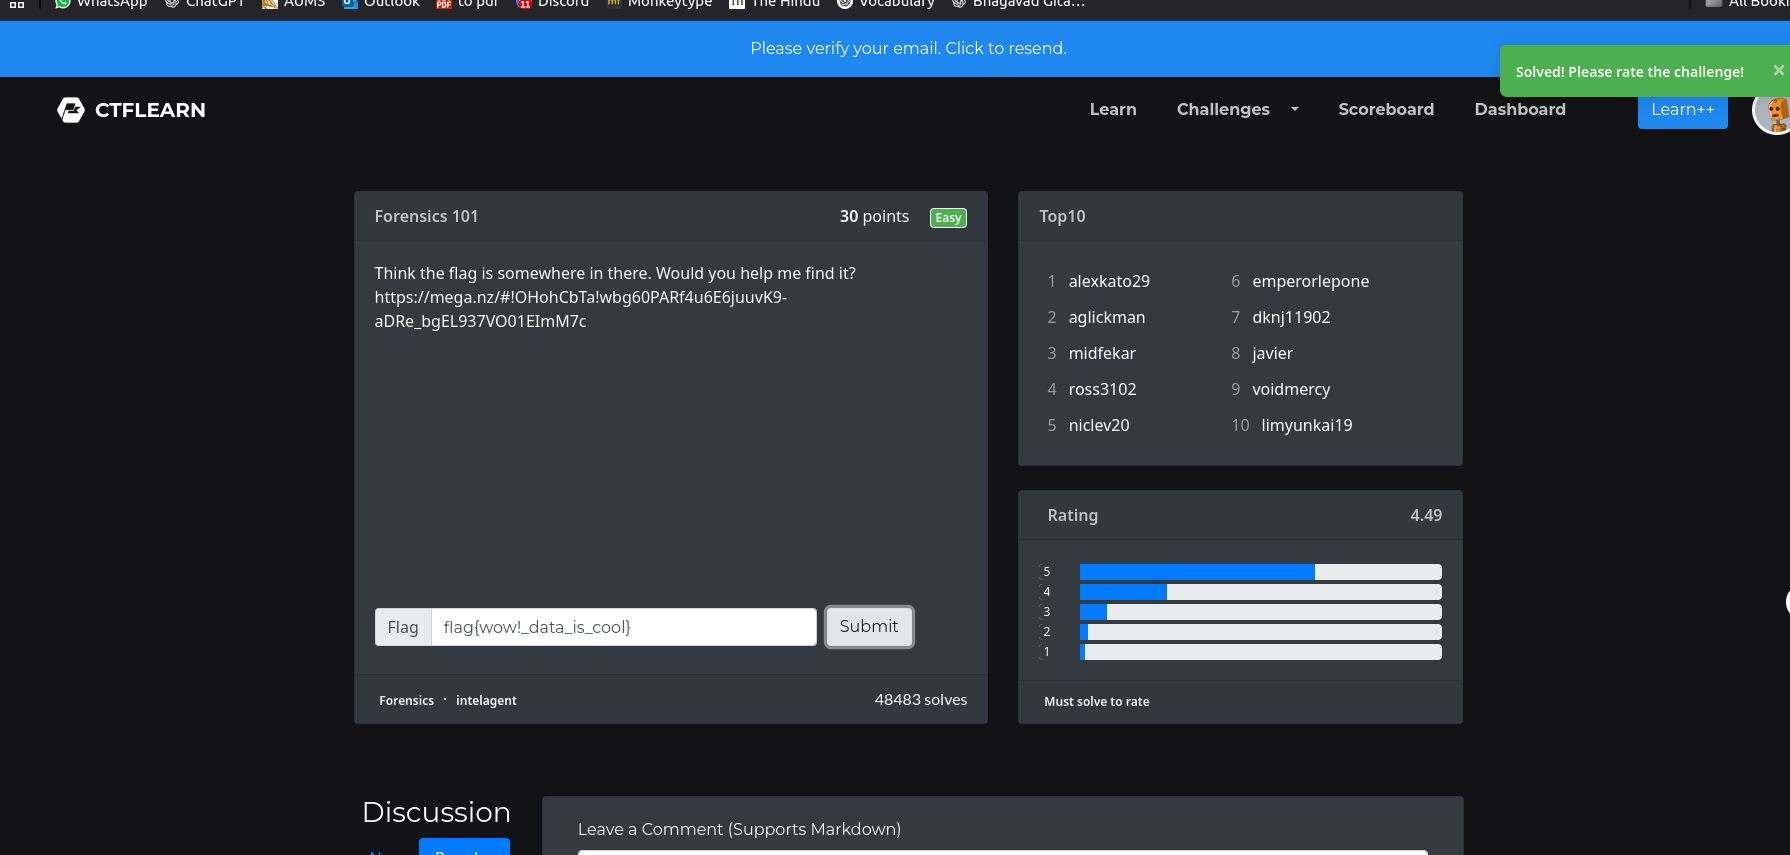 WhatsApp ChatGPT AUMS Outlook to pdf 11 Discord Monkeytype The Hindu Vocabulary Bhagavad Gita...
Please verify your email. Click to resend.
Solved! Please rate the challenge! ×
CTFLEARN Learn Challenges Scoreboard Dashboard Learn++
Forensics 101 30 points Easy
Think the flag is somewhere in there. Would you help me find it?
https://mega.nz/#!OHohCbTa!wbg60PARf4u6E6juuvK9-
aDRe_bgEL937VO01EImM7c
Flag flag{wow!_data_is_cool} Submit
Forensics · intelagent 48483 solves
Top10
1 alexkato29 6 emperorlepone
2 aglickman 7 dknj11902
3 midfekar 8 javier
4 ross3102 9 voidmercy
5 niclev20 10 limyunkai19
Rating 4.49
5
4
3
2
1
Must solve to rate
Discussion
Leave a Comment (Supports Markdown)